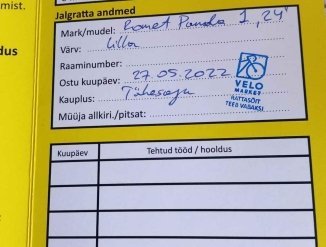 mist.
dus
Jalgratta andmed
Mark/mudel: Romet Panda 1 ,24"
Värv: lilla
Raaminumber:
Ostu kuupäev: 27.05.2022
Kauplus: Tähesaju
Müüja allkiri./pitsat:
VELO
MARKET
RATTASÕIT
TEEB VABAKS!
Kuupäev Tehtud tööd / hooldus